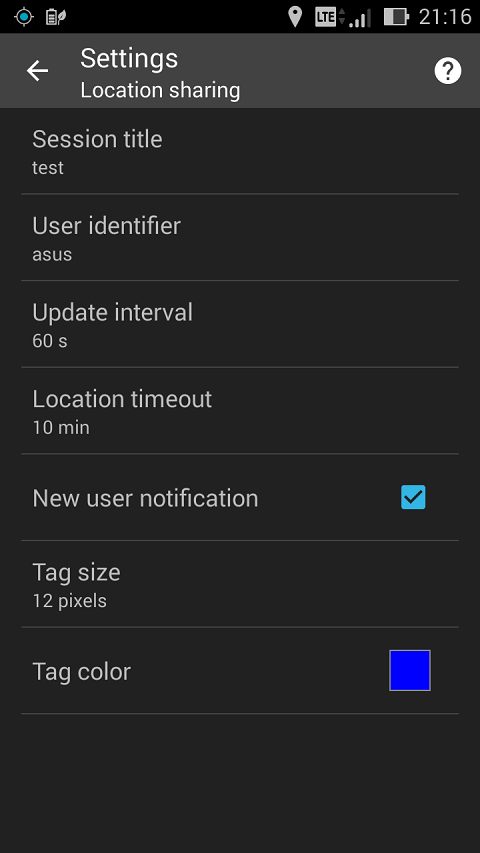 LTE 21:16
Settings
Location sharing
Session title
test
User identifier
asus
Update interval
60 s
Location timeout
10 min
New user notification
Tag size
12 pixels
Tag color